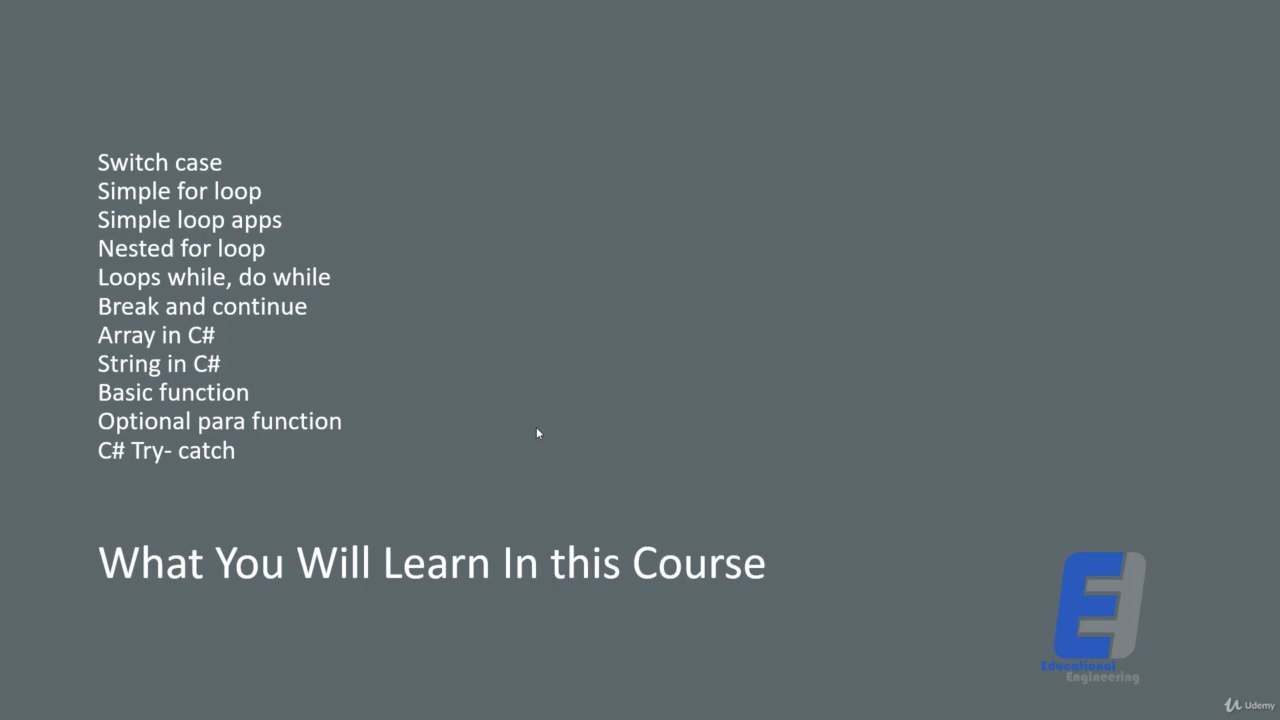 Switch case
Simple for loop
Simple loop apps
Nested for loop
Loops while, do while
Break and continue
Array in C#
String in C#
Basic function
Optional para function
C# Try- catch
What You Will Learn In this Course
Educational
Engineering
Udemy